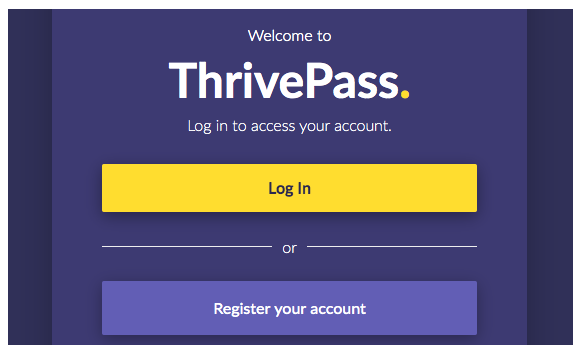 Welcome to
ThrivePass.
Log in to access your account.
Log In
or
Register your account